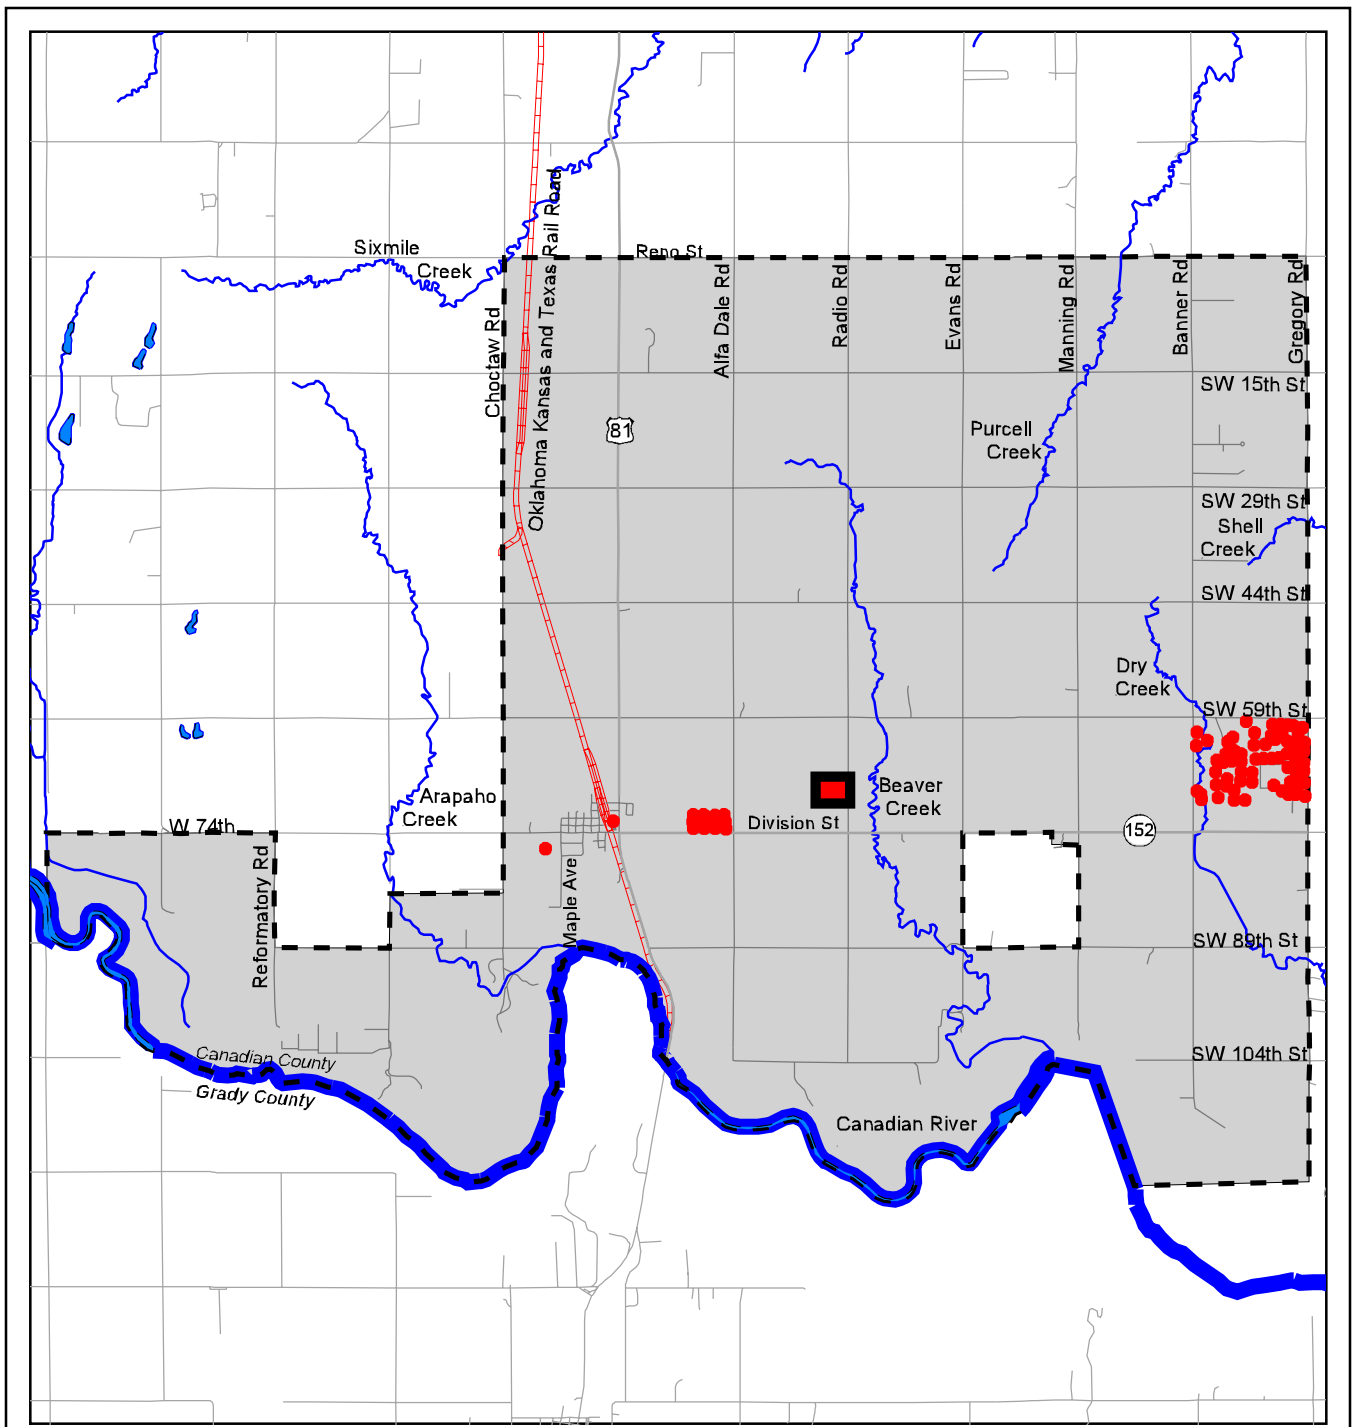 Sixmile
Creek
Reno St
Choctaw Rd
Oklahoma Kansas and Texas Rail Road
Alfa Dale Rd
Radio Rd
Evans Rd
Manning Rd
Banner Rd
Gregory Rd
SW 15th St
81
Purcell
Creek
SW 29th St
Shell
Creek
SW 44th St
Dry
Creek
SW 59th St
Arapaho
Creek
Beaver
Creek
W 74th
Division St
152
Reformatory Rd
Maple Ave
SW 89th St
Canadian County
Grady County
SW 104th St
Canadian River